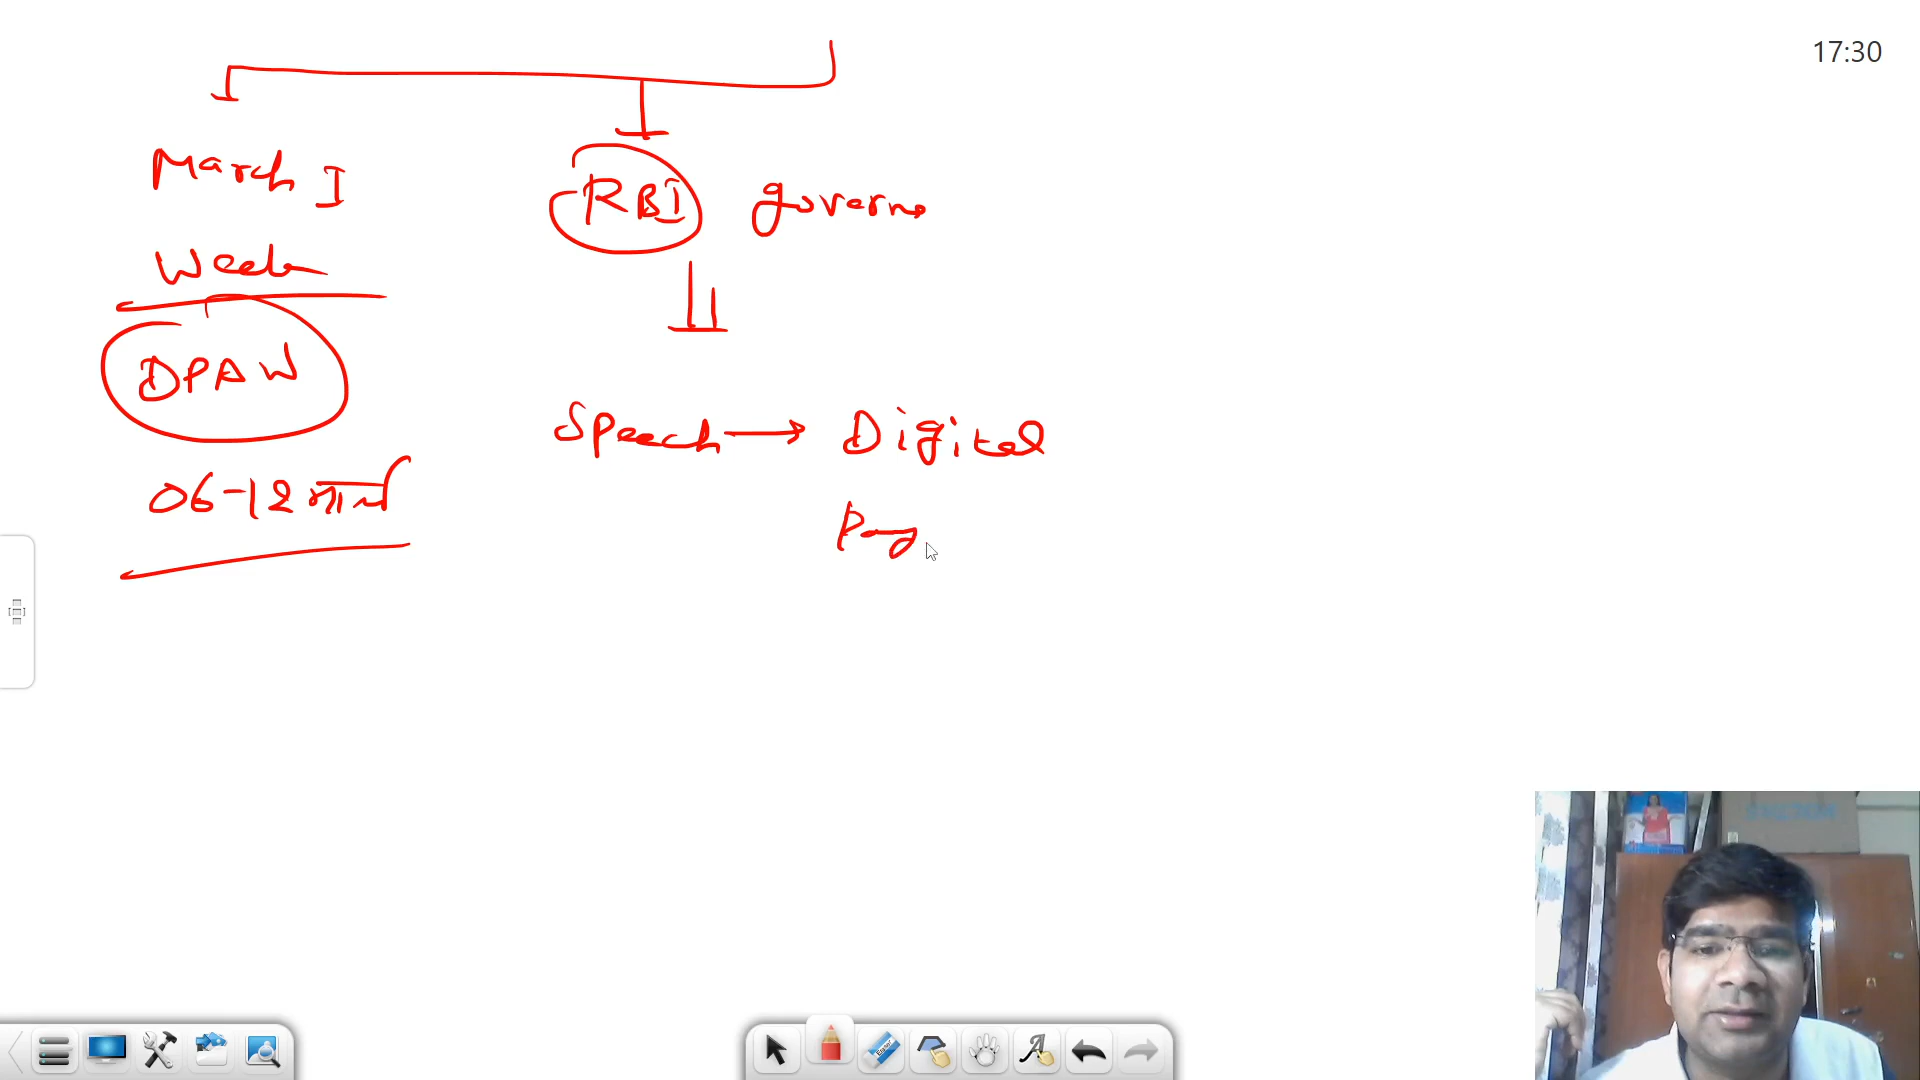 17:30
March I
Week
DPAW
06-12 मार्च
RBI governo
Speech → Digital
Pay